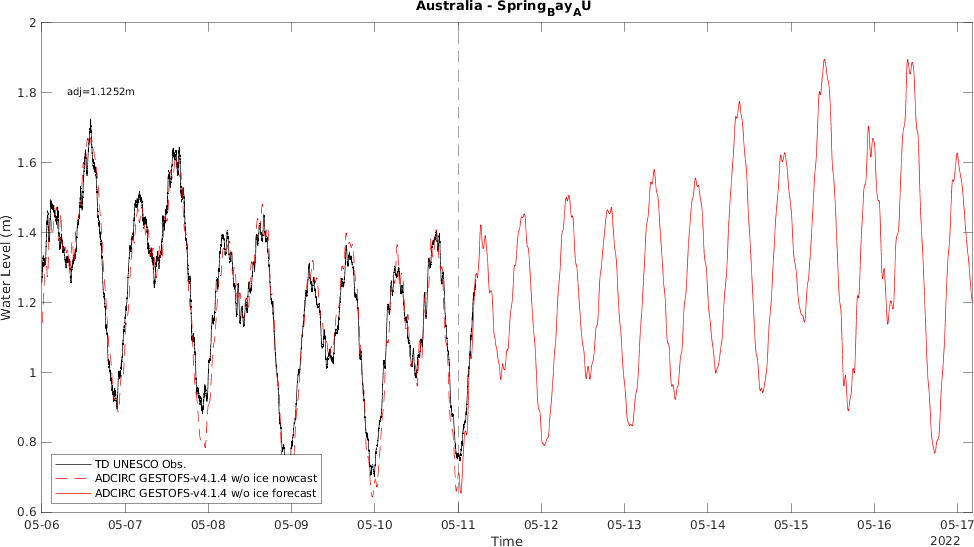 Australia - SpringBayAU
adj=1.1252m
Water Level (m)
2
1.8
1.6
1.4
1.2
1
0.8
0.6
TD UNESCO Obs.
ADCIRC GESTOFS-v4.1.4 w/o ice nowcast
ADCIRC GESTOFS-v4.1.4 w/o ice forecast
05-06 05-07 05-08 05-09 05-10 05-11 05-12 05-13 05-14 05-15 05-16 05-17
Time
2022